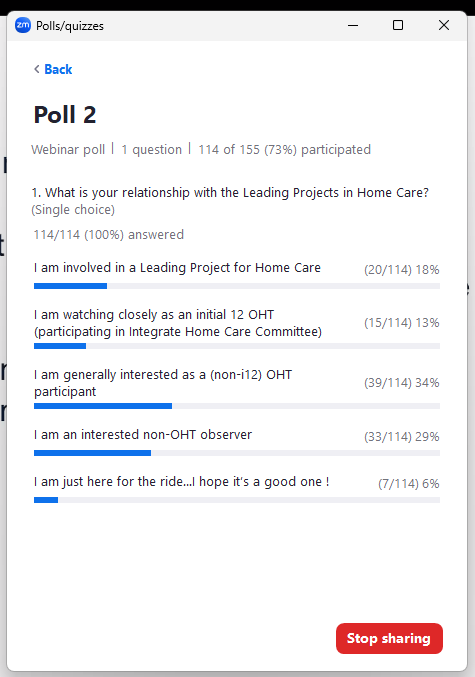 zm Polls/quizzes
Back
Poll 2
Webinar poll | 1 question | 114 of 155 (73%) participated
1. What is your relationship with the Leading Projects in Home Care?
(Single choice)
114/114 (100%) answered
I am involved in a Leading Project for Home Care (20/114) 18%
I am watching closely as an initial 12 OHT
(participating in Integrate Home Care Committee) (15/114) 13%
I am generally interested as a (non-i12) OHT
participant (39/114) 34%
I am an interested non-OHT observer (33/114) 29%
I am just here for the ride...I hope it's a good one ! (7/114) 6%
Stop sharing